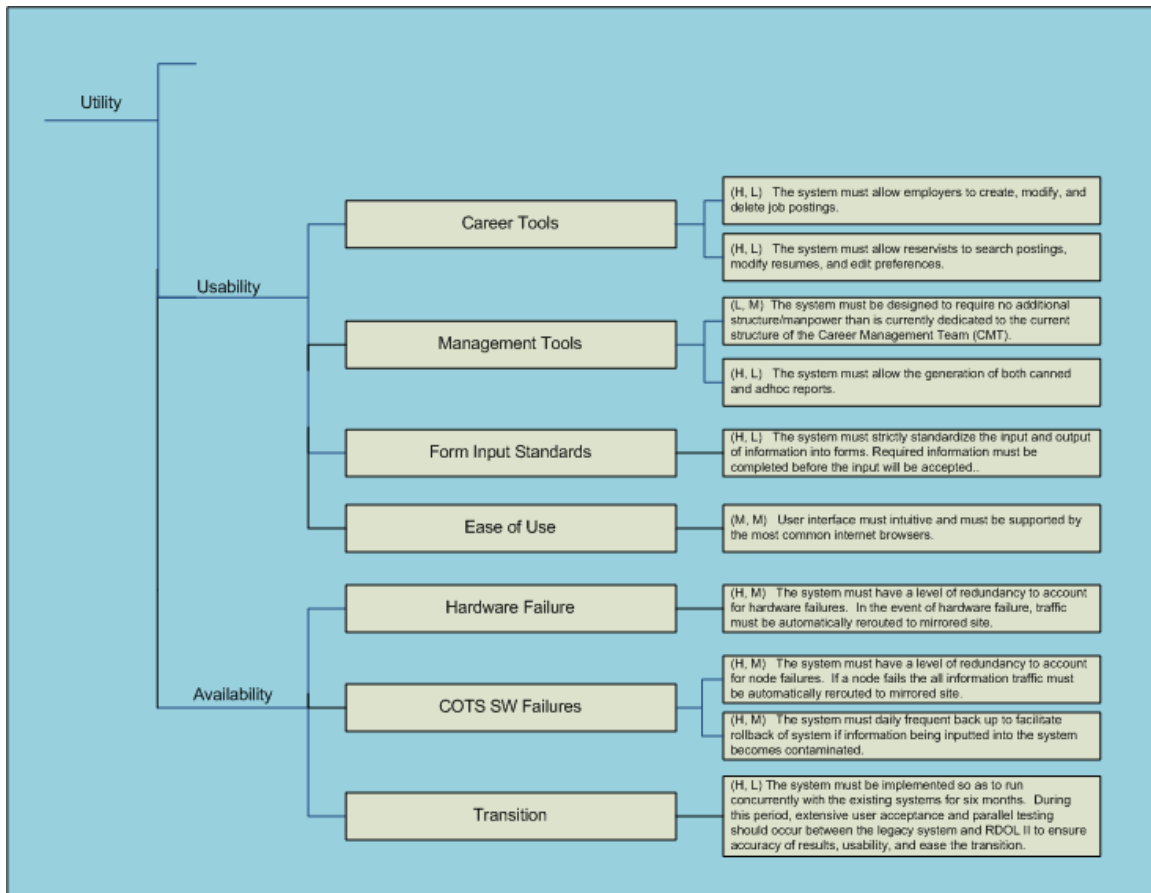 Utility
(H, L)   The system must allow employers to create, modify, and
delete job postings.
Career Tools
(H, L)   The system must allow reservists to search postings,
modify resumes, and edit preferences.
Usability
(L, M)  The system must be designed to require no additional
structure/manpower than is currently dedicated to the current
structure of the Career Management Team (CMT).
Management Tools
(H, L)   The system must allow the generation of both canned
and adhoc reports.
Form Input Standards
(H, L)   The system must strictly standardize the input and output
of information into forms. Required information must be
completed before the input will be accepted..
Ease of Use
(M, M)   User interface must intuitive and must be supported by
the most common internet browsers.
Hardware Failure
(H, M)   The system must have a level of redundancy to account
for hardware failures.  In the event of hardware failure, traffic
must be automatically rerouted to mirrored site.
Availability
(H, M)   The system must have a level of redundancy to account
for node failures.  If a node fails the all information traffic must
be automatically rerouted to mirrored site.
COTS SW Failures
(H, M)   The system must daily frequent back up to facilitate
rollback of system if information being inputted into the system
becomes contaminated.
Transition
(H, L) The system must be implemented so as to run
concurrently with the existing systems for six months.  During
this period, extensive user acceptance and parallel testing
should occur between the legacy system and RDOL II to ensure
accuracy of results, usability, and ease the transition.